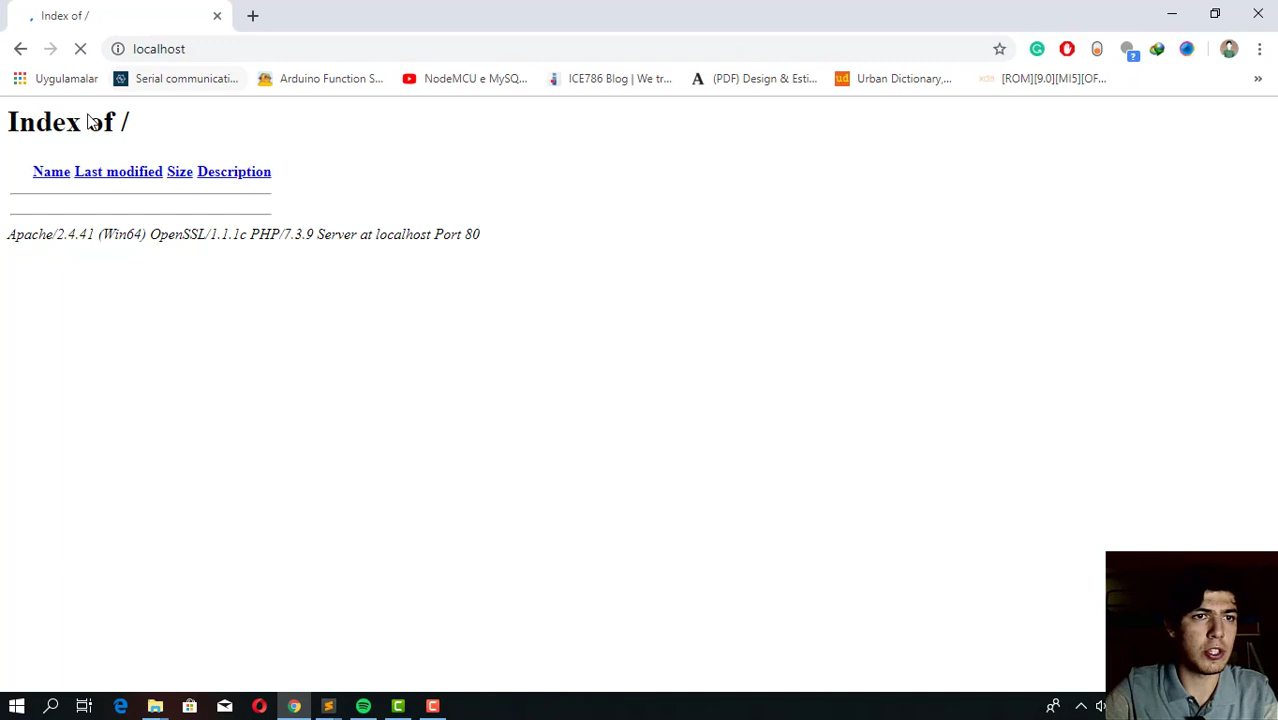 Index of /
localhost
Uygulamalar
Serial communicati...
Arduino Function S...
NodeMCU e MySQ...
ICE786 Blog | We tr...
(PDF) Design & Esti...
Urban Dictionary,...
[ROM][9.0][MI5][OF...
Index of /
Name Last modified Size Description
Apache/2.4.41 (Win64) OpenSSL/1.1.1c PHP/7.3.9 Server at localhost Port 80